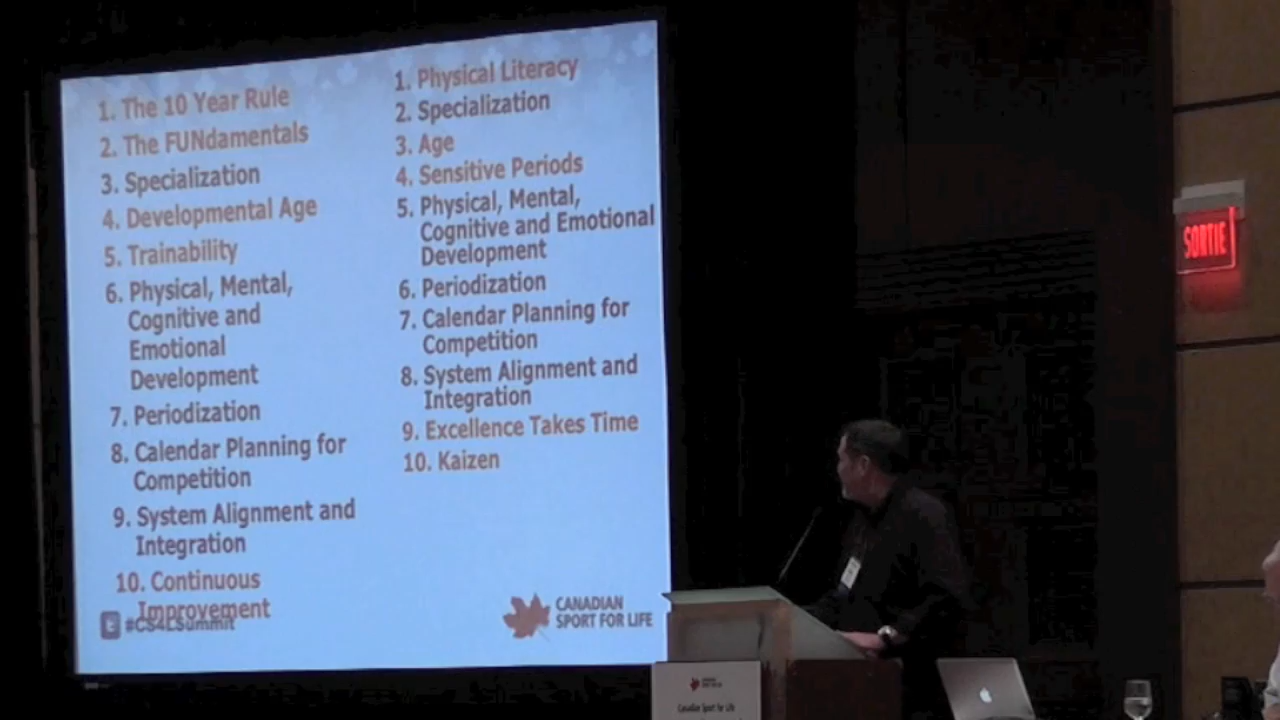 1. The 10 Year Rule
2. The FUNdamentals
3. Specialization
4. Developmental Age
5. Trainability
6. Physical, Mental,
Cognitive and
Emotional
Development
7. Periodization
8. Calendar Planning for
Competition
9. System Alignment and
Integration
10. Continuous
Improvement
#CS4LSummit
1. Physical Literacy
2. Specialization
3. Age
4. Sensitive Periods
5. Physical, Mental,
Cognitive and Emotional
Development
6. Periodization
7. Calendar Planning for
Competition
8. System Alignment and
Integration
9. Excellence Takes Time
10. Kaizen
CANADIAN
SPORT FOR LIFE
SORTIE
Canadian Sport for Life